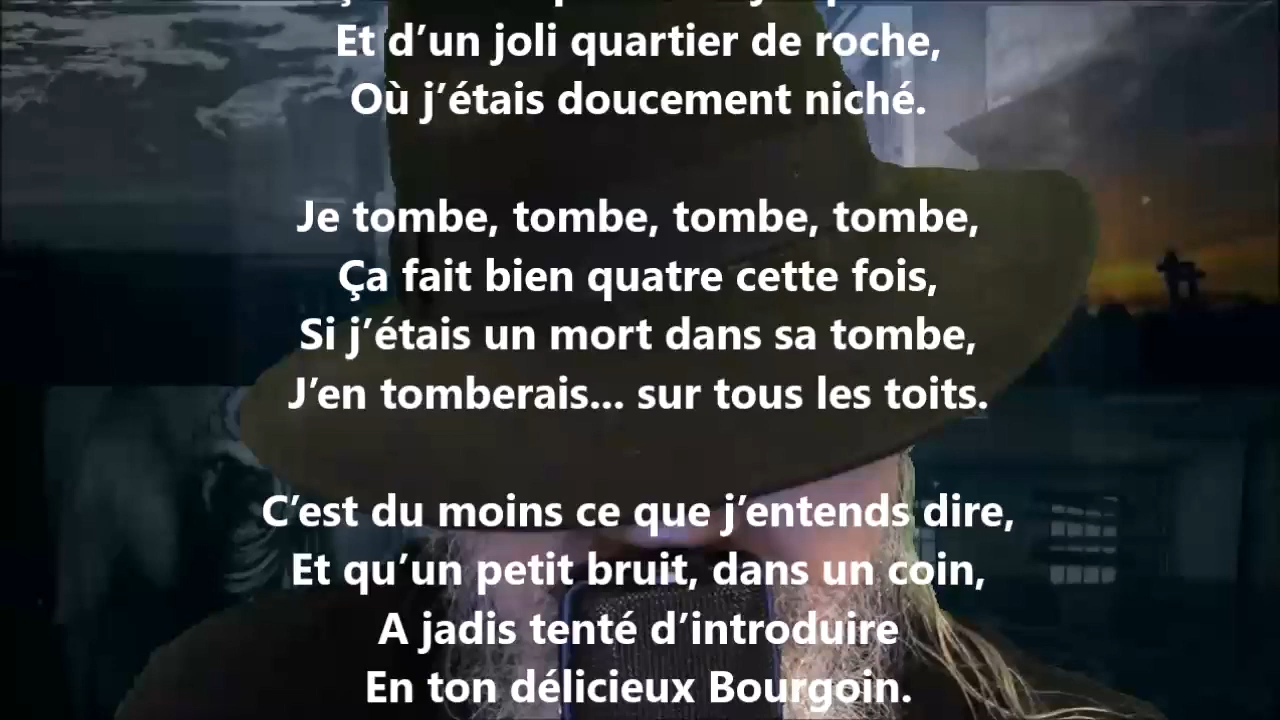 Et d’un joli quartier de roche,
Où j’étais doucement niché.
Je tombe, tombe, tombe, tombe,
Ça fait bien quatre cette fois,
Si j’étais un mort dans sa tombe,
J’en tomberais... sur tous les toits.
C’est du moins ce que j’entends dire,
Et qu’un petit bruit, dans un coin,
A jadis tenté d’introduire
En ton délicieux Bourgoin.